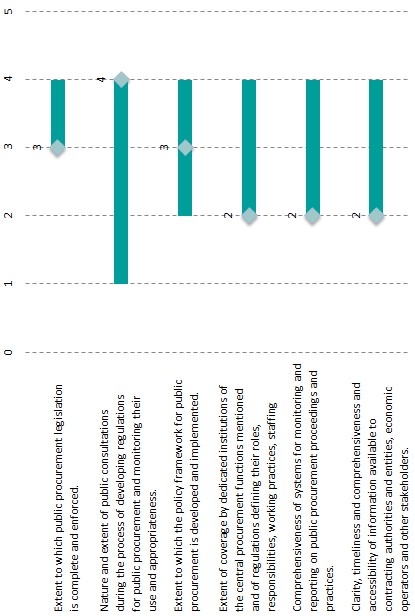 5
4
3
2
1
0
3
4
3
2
2
2
Extent to which public procurement legislation
is complete and enforced.
Nature and extent of public consultations
during the process of developing regulations
for public procurement and monitoring their
use and appropriateness.
Extent to which the policy framework for public
procurement is developed and implemented.
Extent of coverage by dedicated institutions of
the central procurement functions mentioned
and of regulations defining their roles,
responsibilities, working practices, staffing
Comprehensiveness of systems for monitoring and
reporting on public procurement proceedings and
practices.
Clarity, timeliness and comprehensiveness and
accessibility of information available to
contracting authorities and entities, economic
operators and other stakeholders.